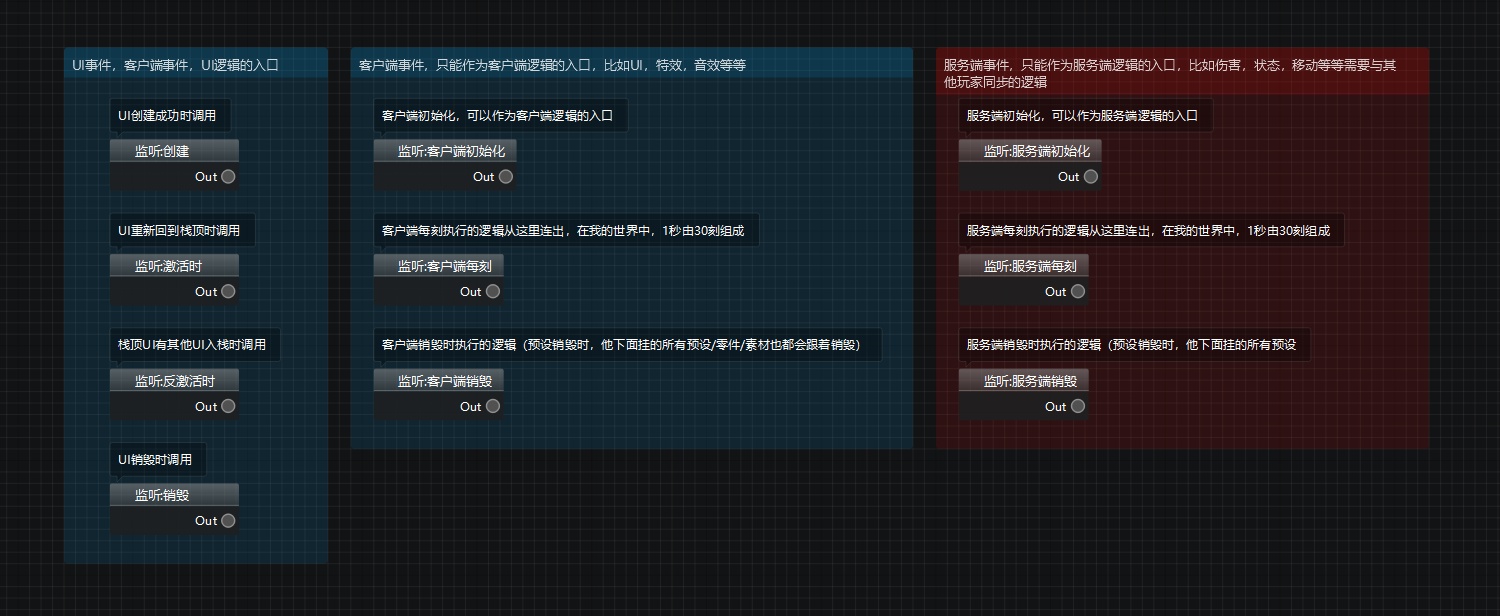 UI事件，客户端事件，UI逻辑的入口
UI创建成功时调用
监听:创建
Out
UI重新回到栈顶时调用
监听:激活时
Out
栈顶UI有其他UI入栈时调用
监听:反激活时
Out
UI销毁时调用
监听:销毁
Out
客户端事件，只能作为客户端逻辑的入口，比如UI，特效，音效等等
客户端初始化，可以作为客户端逻辑的入口
监听:客户端初始化
Out
客户端每刻执行的逻辑从这里连出，在我的世界中，1秒由30刻组成
监听:客户端每刻
Out
客户端销毁时执行的逻辑（预设销毁时，他下面挂的所有预设/零件/素材也都会跟着销毁）
监听:客户端销毁
Out
服务端事件，只能作为服务端逻辑的入口，比如伤害，状态，移动等等需要与其
他玩家同步的逻辑
服务端初始化，可以作为服务端逻辑的入口
监听:服务端初始化
Out
服务端每刻执行的逻辑从这里连出，在我的世界中，1秒由30刻组成
监听:服务端每刻
Out
服务端销毁时执行的逻辑（预设销毁时，他下面挂的所有预设
监听:服务端销毁
Out